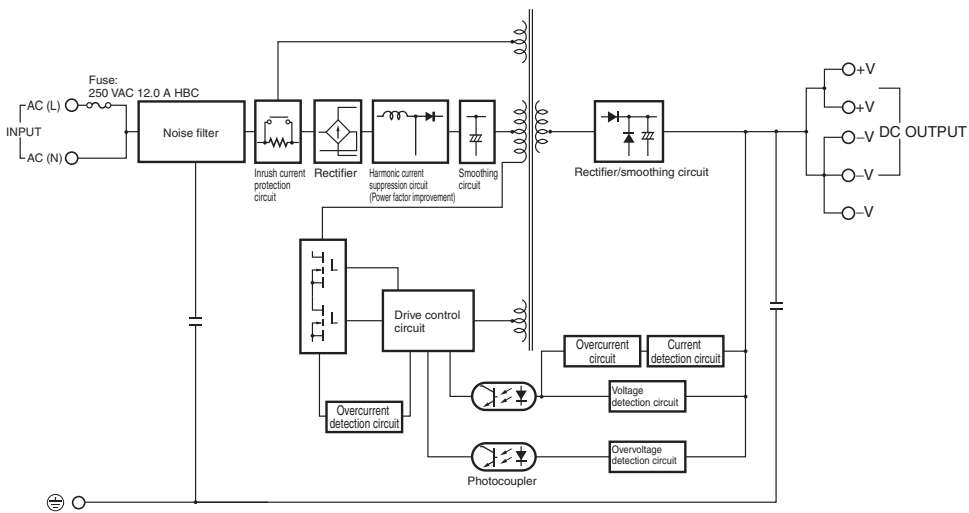 Fuse:
250 VAC 12.0 A HBC
AC (L)
INPUT
AC (N)
Noise filter
Inrush current
protection
circuit
Rectifier
Harmonic current
suppression circuit
(Power factor improvement)
Smoothing
circuit
Rectifier/smoothing circuit
+V
+V
–V
DC OUTPUT
–V
–V
Drive control
circuit
Overcurrent
detection circuit
Overcurrent
circuit
Current
detection circuit
Voltage
detection circuit
Overvoltage
detection circuit
Photocoupler